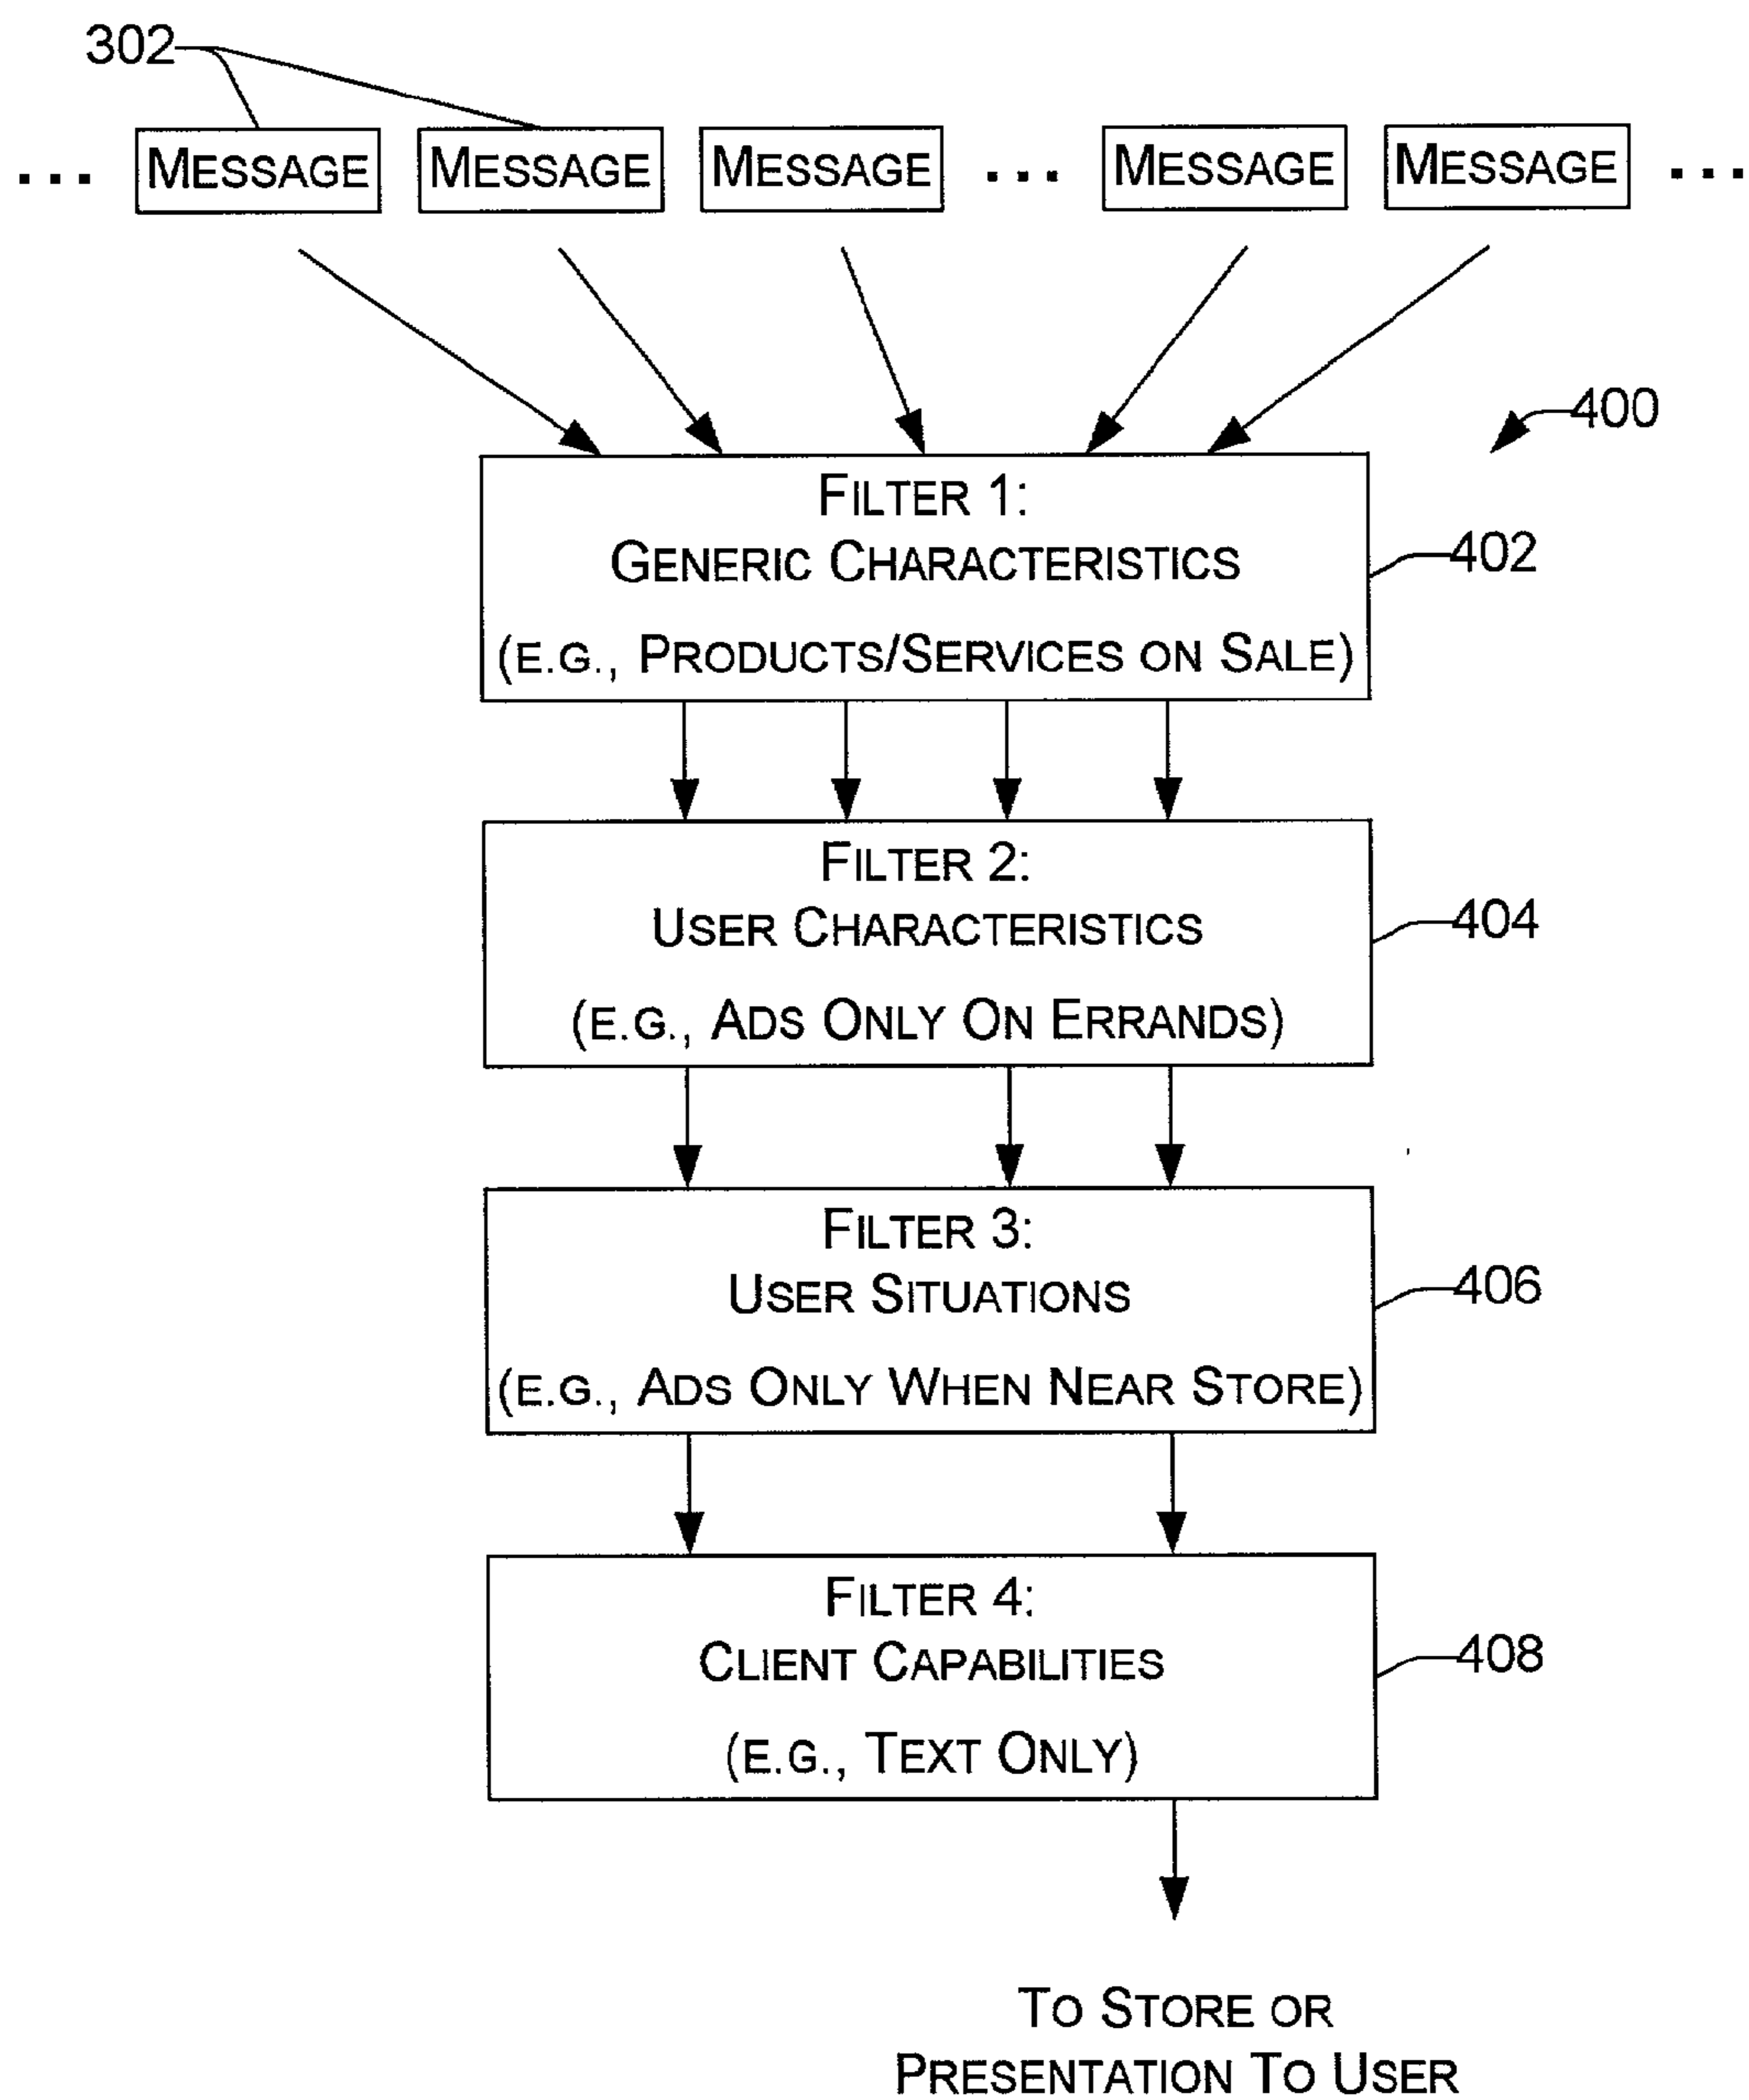 302
... MESSAGE MESSAGE MESSAGE ... MESSAGE MESSAGE ...
400
FILTER 1:
GENERIC CHARACTERISTICS
402
(E.G., PRODUCTS/SERVICES ON SALE)
FILTER 2:
USER CHARACTERISTICS
404
(E.G., ADS ONLY ON ERRANDS)
FILTER 3:
USER SITUATIONS
406
(E.G., ADS ONLY WHEN NEAR STORE)
FILTER 4:
CLIENT CAPABILITIES
408
(E.G., TEXT ONLY)
TO STORE OR
PRESENTATION TO USER